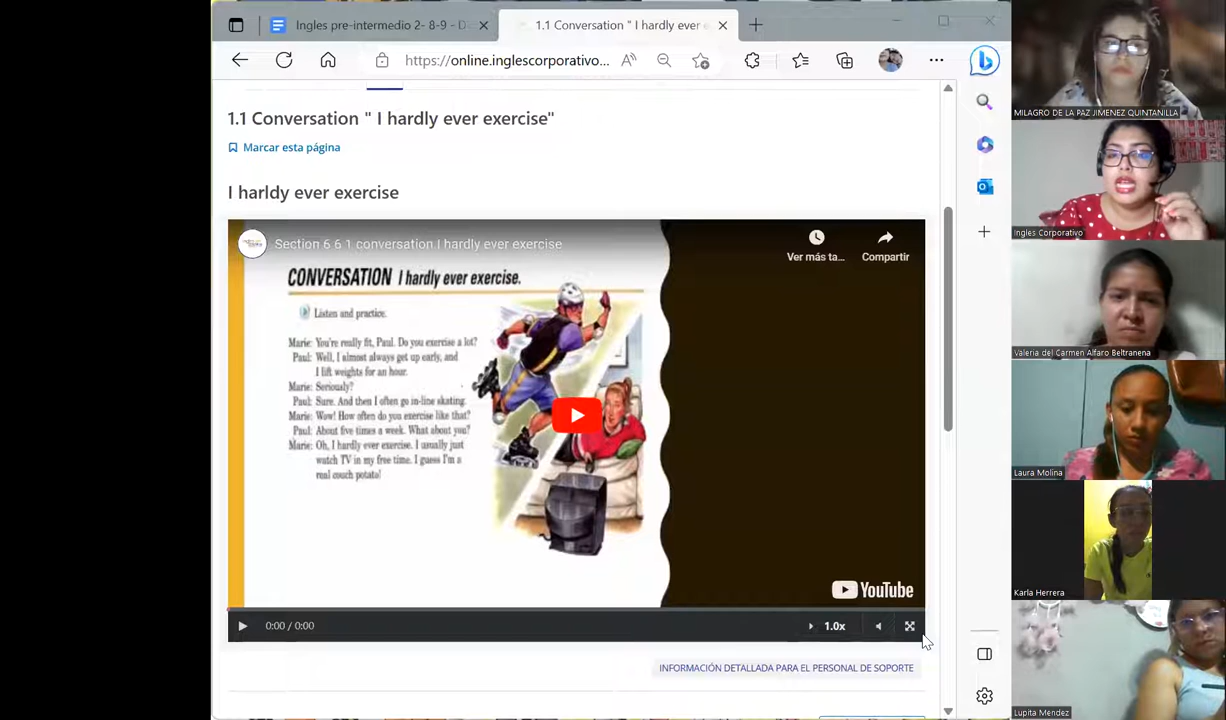 Ingles pre-intermedio 2- 8-9 - D
1.1 Conversation " I hardly ever e
https://online.inglescorporativo...
1.1 Conversation " I hardly ever exercise"
Marcar esta página
I harldy ever exercise
Section 6 6 1 conversation I hardly ever exercise
Ver más ta...
Compartir
CONVERSATION I hardly ever exercise.
Listen and practice.
Marie: You're really fit, Paul. Do you exercise a lot?
Paul: Well, I almost always get up early, and
I lift weights for an hour.
Marie: Seriously?
Paul: Sure. And then I often go in-line skating.
Marie: Wow! How often do you exercise like that?
Paul: About five times a week. What about you?
Marie: Oh, I hardly ever exercise. I usually just
watch TV in my free time. I guess I'm a
real couch potato!
YouTube
0:00 / 0:00
1.0x
INFORMACIÓN DETALLADA PARA EL PERSONAL DE SOPORTE
MILAGRO DE LA PAZ JIMENEZ QUINTANILLA
Ingles Corporativo
Valeria del Carmen Alfaro Beltranena
Laura Molina
Karla Herrera
Lupita Mendez